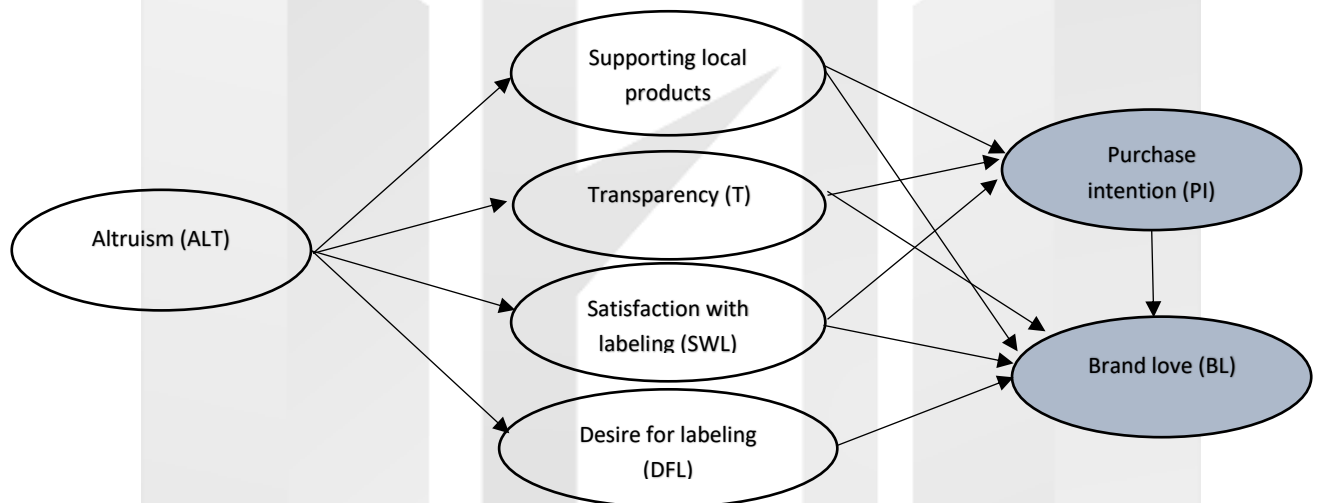 Supporting local
products
Purchase
intention (PI)
Transparency (T)
Altruism (ALT)
Satisfaction with
labeling (SWL)
Brand love (BL)
Desire for labeling
(DFL)